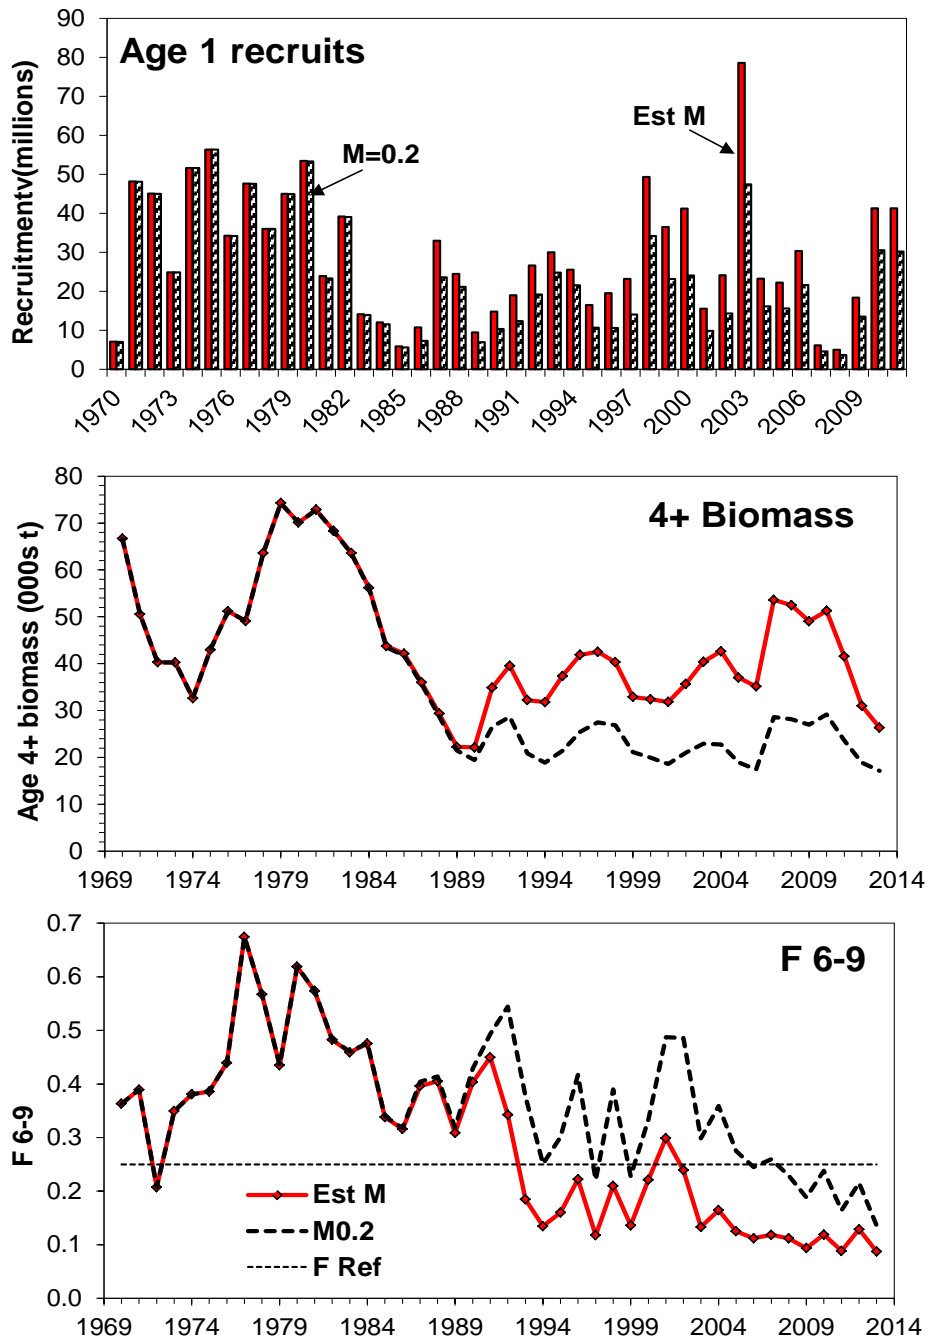 Age 1 recruits
Recruitmentv(millions)
90
80
70
60
50
40
30
20
10
0
Est M
M=0.2
1970 1973 1976 1979 1982 1985 1988 1991 1994 1997 2000 2003 2006 2009
4+ Biomass
Age 4+ biomass (000s t)
80
70
60
50
40
30
20
10
0
1969 1974 1979 1984 1989 1994 1999 2004 2009 2014
F 6-9
F 6-9
0.7
0.6
0.5
0.4
0.3
0.2
0.1
0.0
Est M
M0.2
F Ref
1969 1974 1979 1984 1989 1994 1999 2004 2009 2014